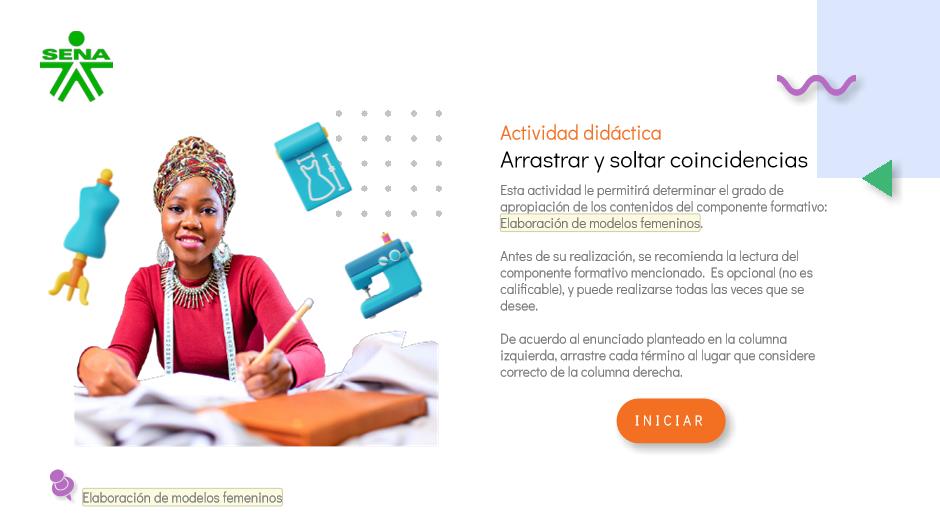 SENA
Actividad didáctica
Arrastrar y soltar coincidencias
Esta actividad le permitirá determinar el grado de
apropiación de los contenidos del componente formativo:
Elaboración de modelos femeninos.
Antes de su realización, se recomienda la lectura del
componente formativo mencionado. Es opcional (no es
calificable), y puede realizarse todas las veces que se
desee.
De acuerdo al enunciado planteado en la columna
izquierda, arrastre cada término al lugar que considere
correcto de la columna derecha.
INICIAR
Elaboración de modelos femeninos